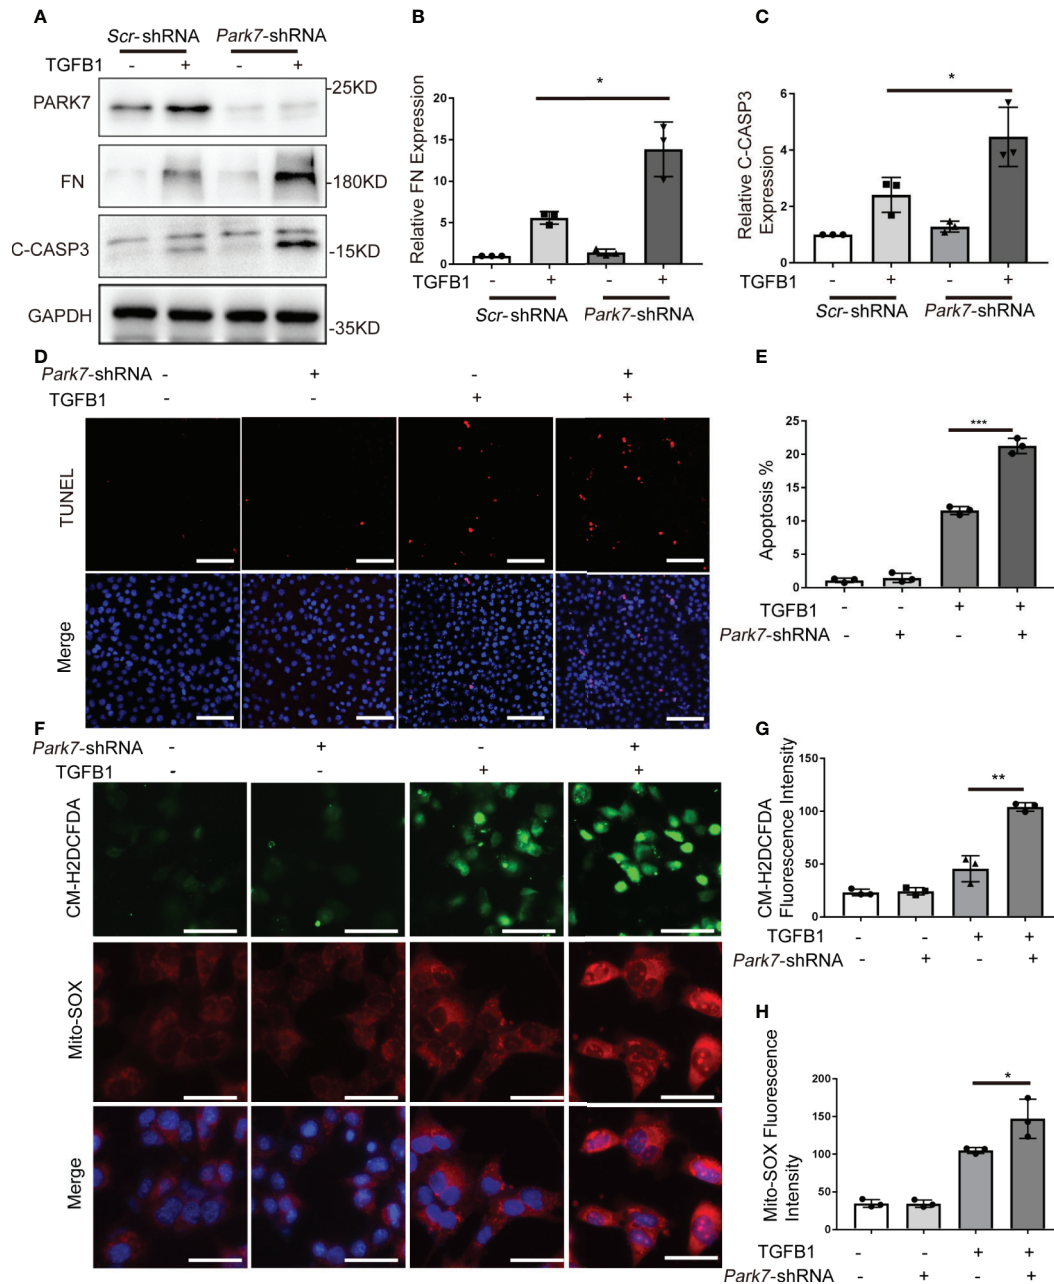 A
Scr-shRNA Park7-shRNA
TGFB1 - + - +
PARK7
-25KD
FN
-180KD
C-CASP3
-15KD
GAPDH
-35KD
B
Relative FN Expression
20
15
10
5
0
*
TGFB1 - + - +
Scr-shRNA Park7-shRNA
C
Relative C-CASP3
Expression
6
4
2
0
*
TGFB1 - + - +
Scr-shRNA Park7-shRNA
D
Park7-shRNA - + - +
TGFB1 - - + +
TUNEL
Merge
E
Apoptosis %
25
20
15
10
5
0
***
TGFB1 - - + +
Park7-shRNA - + - +
F
Park7-shRNA - + - +
TGFB1 - - + +
CM-H2DCFDA
Mito-SOX
Merge
G
CM-H2DCFDA
Fluorescence Intensity
150
100
50
0
**
TGFB1 - - + +
Park7-shRNA - + - +
H
Mito-SOX Fluorescence
Intensity
200
150
100
50
0
*
TGFB1 - - + +
Park7-shRNA - + - +